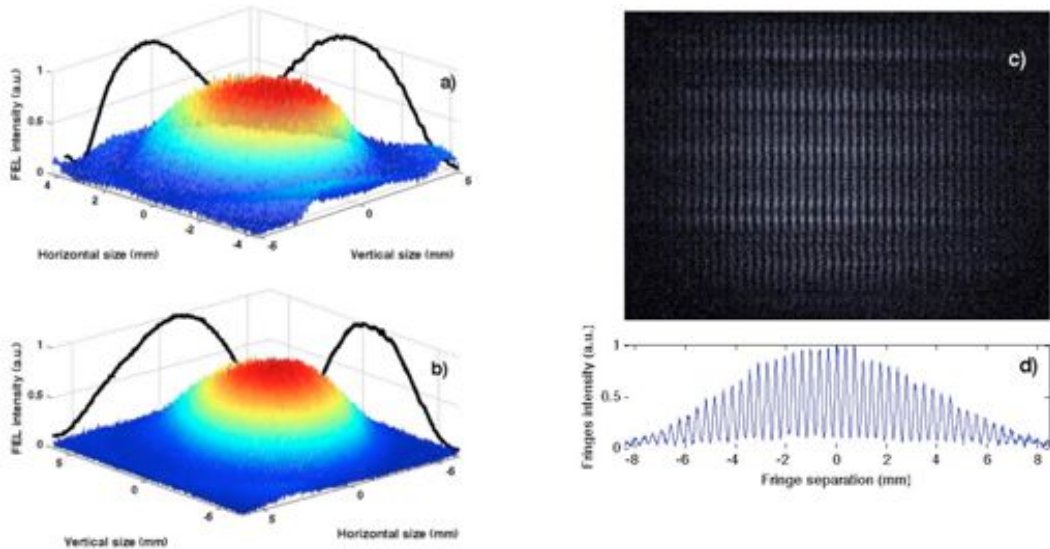 a)
FEL intensity (a.u.)
1
0.5
0
4
2
0
-2
-4
Horizontal size (mm)
-5
0
5
Vertical size (mm)
b)
FEL intensity (a.u.)
1
0.5
0
5
0
-5
Vertical size (mm)
5
0
-5
Horizontal size (mm)
c)
d)
Fringes intensity (a.u.)
1
0.5
0
-8
-6
-4
-2
0
2
4
6
8
Fringe separation (mm)